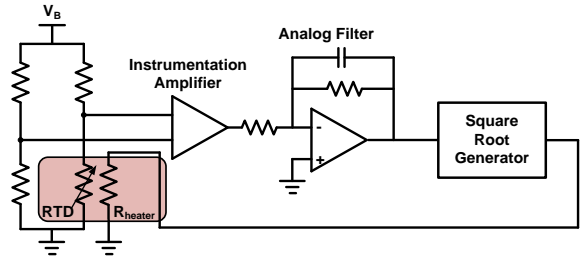 V_B
Analog Filter
Instrumentation
Amplifier
-
+
Square
Root
Generator
RTD
R_heater